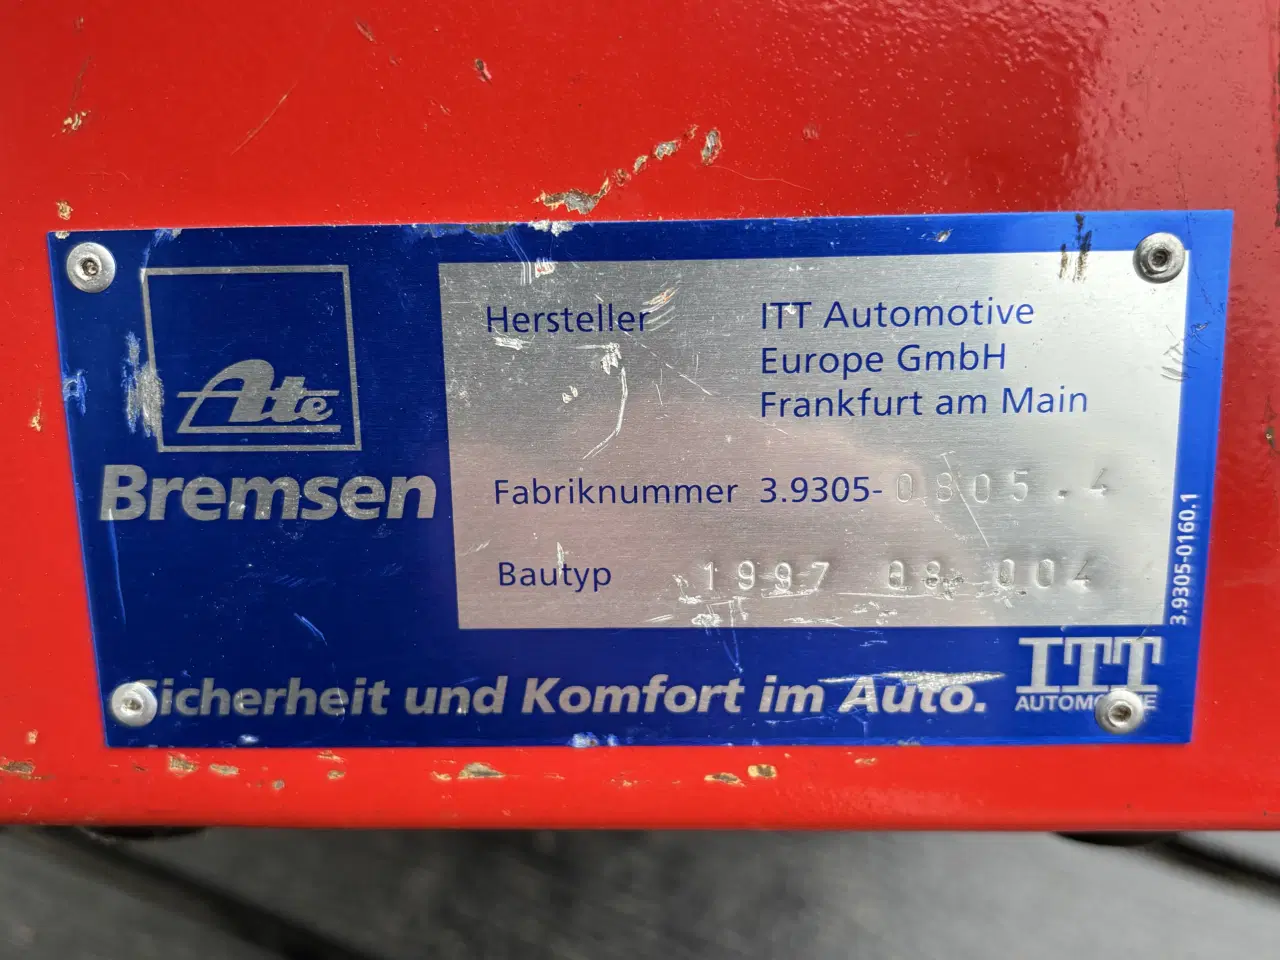 Ate
Bremsen
Hersteller ITT Automotive
Europe GmbH
Frankfurt am Main
Fabriknummer 3.9305-0805.4
Bautyp 1997 08 004
3.9305-0160.1
Sicherheit und Komfort im Auto.
ITT
AUTOMOTIVE